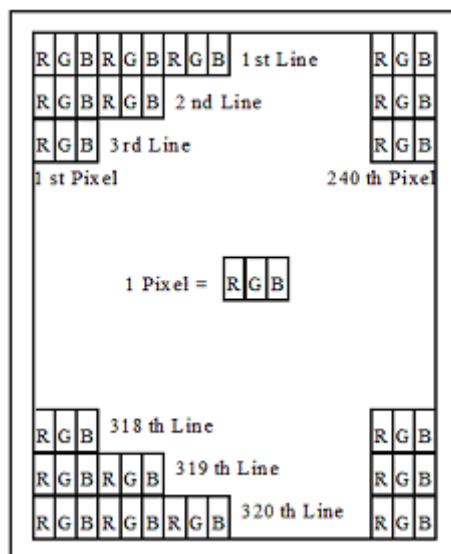 R G B R G B R G B 1 st Line R G B
R G B R G B 2 nd Line R G B
R G B 3rd Line R G B
1 st Pixel 240 th Pixel
1 Pixel = R G B
R G B 318 th Line R G B
R G B R G B 319 th Line R G B
R G B R G B R G B 320 th Line R G B